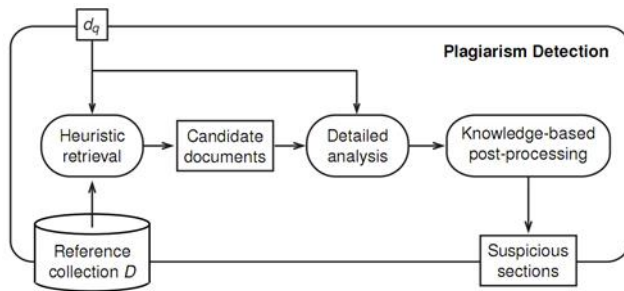 d_q
Plagiarism Detection
Heuristic
retrieval
Candidate
documents
Detailed
analysis
Knowledge-based
post-processing
Reference
collection D
Suspicious
sections